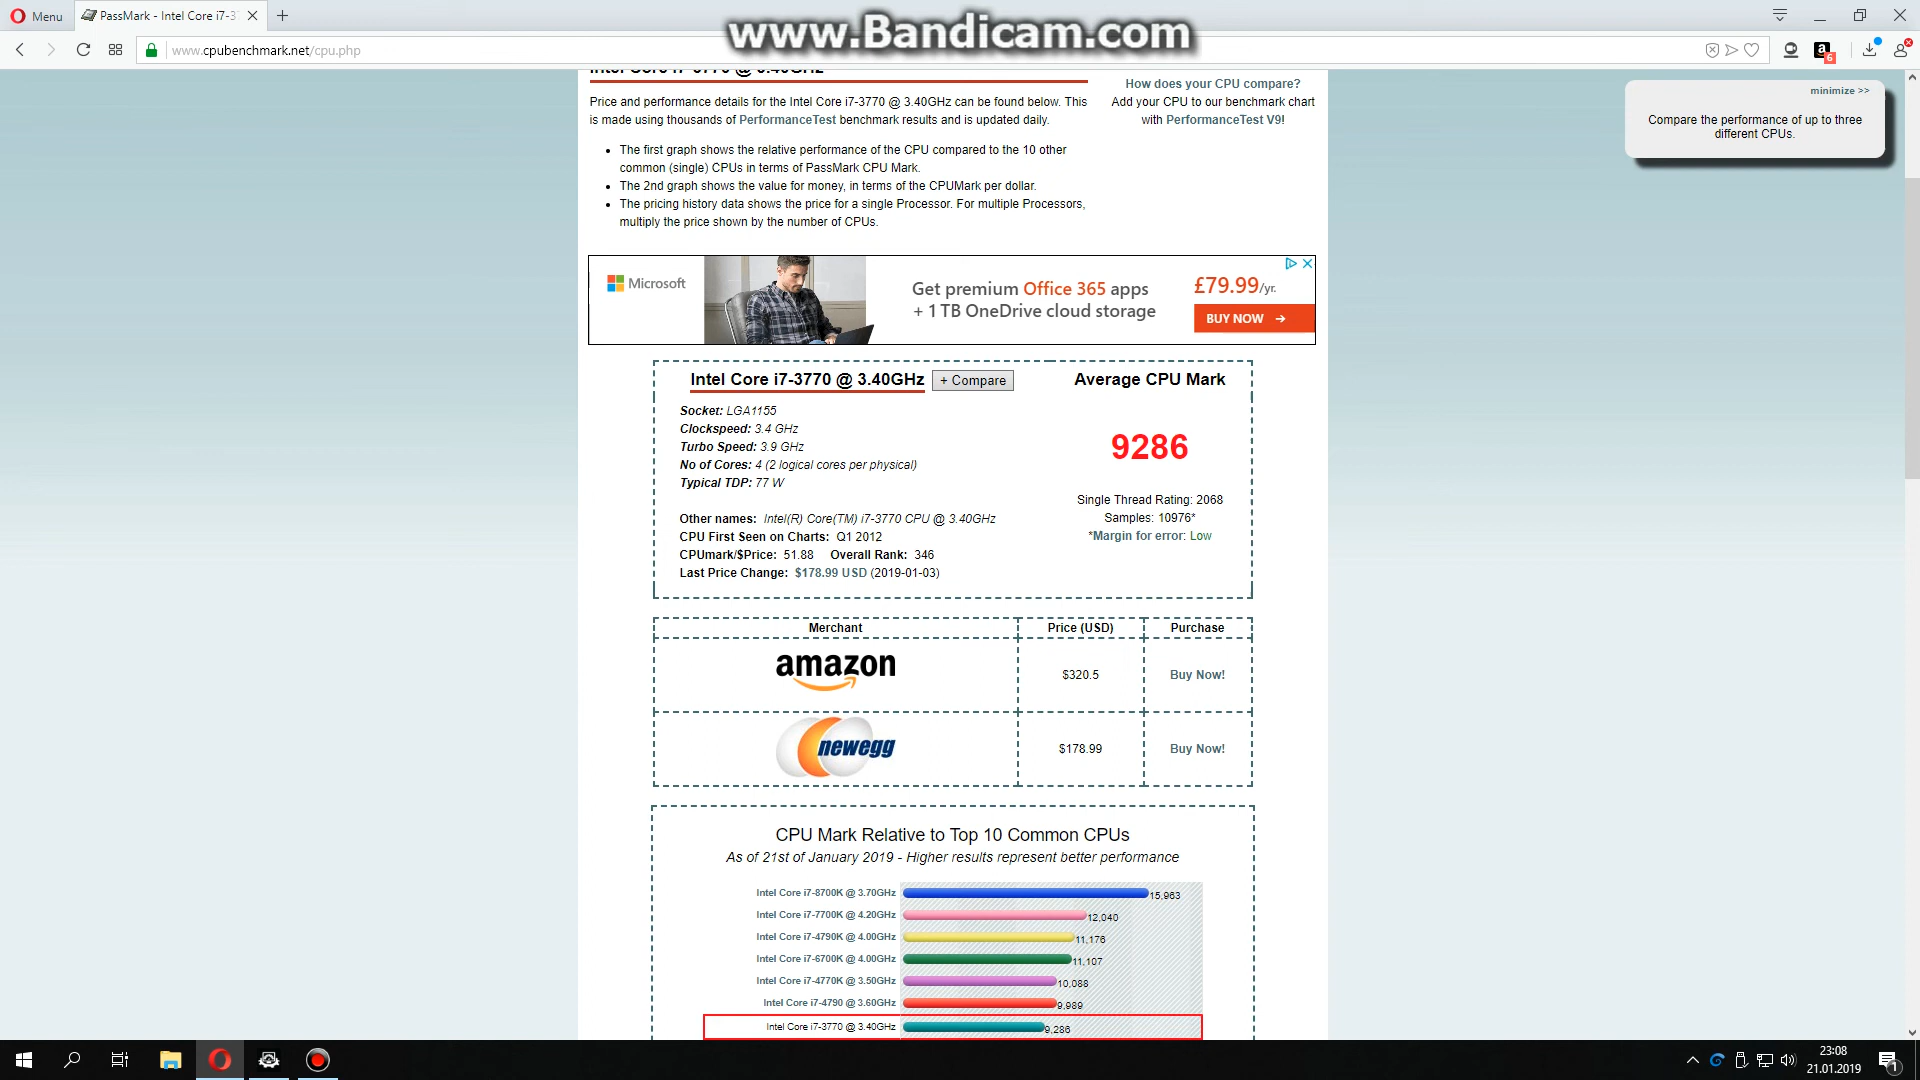 Menu
PassMark - Intel Core i7-3
www.Bandicam.com
www.cpubenchmark.net/cpu.php
a
6
Intel Core i7-3770 @ 3.40GHz
Price and performance details for the Intel Core i7-3770 @ 3.40GHz can be found below. This
is made using thousands of PerformanceTest benchmark results and is updated daily.
How does your CPU compare?
Add your CPU to our benchmark chart
with PerformanceTest V9!
minimize >>
Compare the performance of up to three
different CPUs.
The first graph shows the relative performance of the CPU compared to the 10 other
common (single) CPUs in terms of PassMark CPU Mark.
The 2nd graph shows the value for money, in terms of the CPUMark per dollar.
The pricing history data shows the price for a single Processor. For multiple Processors,
multiply the price shown by the number of CPUs.
Microsoft
Get premium Office 365 apps
+ 1 TB OneDrive cloud storage
£79.99/yr.
BUY NOW →
Intel Core i7-3770 @ 3.40GHz
+ Compare
Average CPU Mark
Socket: LGA1155
Clockspeed: 3.4 GHz
Turbo Speed: 3.9 GHz
No of Cores: 4 (2 logical cores per physical)
Typical TDP: 77 W
9286
Other names: Intel(R) Core(TM) i7-3770 CPU @ 3.40GHz
CPU First Seen on Charts: Q1 2012
CPUmark/$Price: 51.88 Overall Rank: 346
Last Price Change: $178.99 USD (2019-01-03)
Single Thread Rating: 2068
Samples: 10976*
*Margin for error: Low
Merchant Price (USD) Purchase
amazon $320.5 Buy Now!
newegg $178.99 Buy Now!
CPU Mark Relative to Top 10 Common CPUs
As of 21st of January 2019 - Higher results represent better performance
Intel Core i7-8700K @ 3.70GHz 15,963
Intel Core i7-7700K @ 4.20GHz 12,040
Intel Core i7-4790K @ 4.00GHz 11,176
Intel Core i7-6700K @ 4.00GHz 11,107
Intel Core i7-4770K @ 3.50GHz 10,088
Intel Core i7-4790 @ 3.60GHz 9,989
Intel Core i7-3770 @ 3.40GHz 9,286
23:08
21.01.2019
1